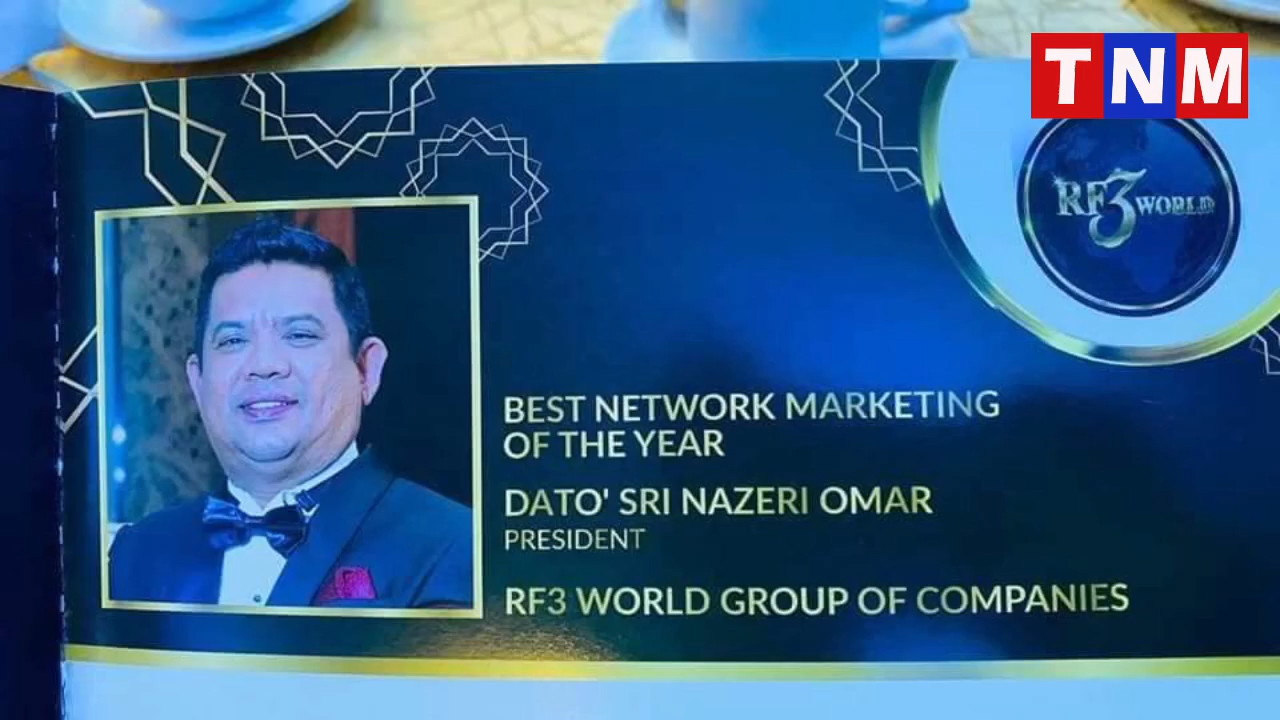 TNM
RF3 WORLD
BEST NETWORK MARKETING
OF THE YEAR
DATO' SRI NAZERI OMAR
PRESIDENT
RF3 WORLD GROUP OF COMPANIES